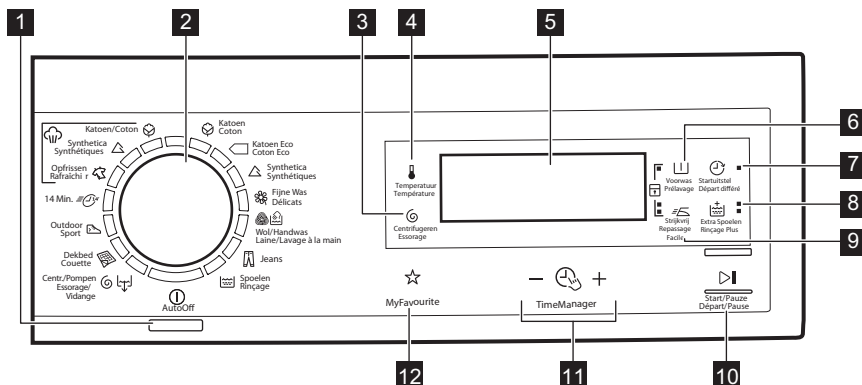 1
2
3
4
5
6
7
8
9
10
11
12
Katoen/Coton
Synthetica
Synthétiques
Opfrissen
Rafraîchi r
14 Min.
Outdoor
Sport
Dekbed
Couette
Centr./Pompen
Essorage/
Vidange
AutoOff
Katoen
Coton
Katoen Eco
Coton Eco
Synthetica
Synthétiques
Fijne Was
Délicats
Wol/Handwas
Laine/Lavage à la main
Jeans
Spoelen
Rinçage
Temperatuur
Température
Centrifugeren
Essorage
Voorwas
Prélavage
Startuitstel
Départ différé
Strijkvrij
Repassage
Facile
Extra Spoelen
Rinçage Plus
MyFavourite
− +
TimeManager
Start/Pauze
Départ/Pause